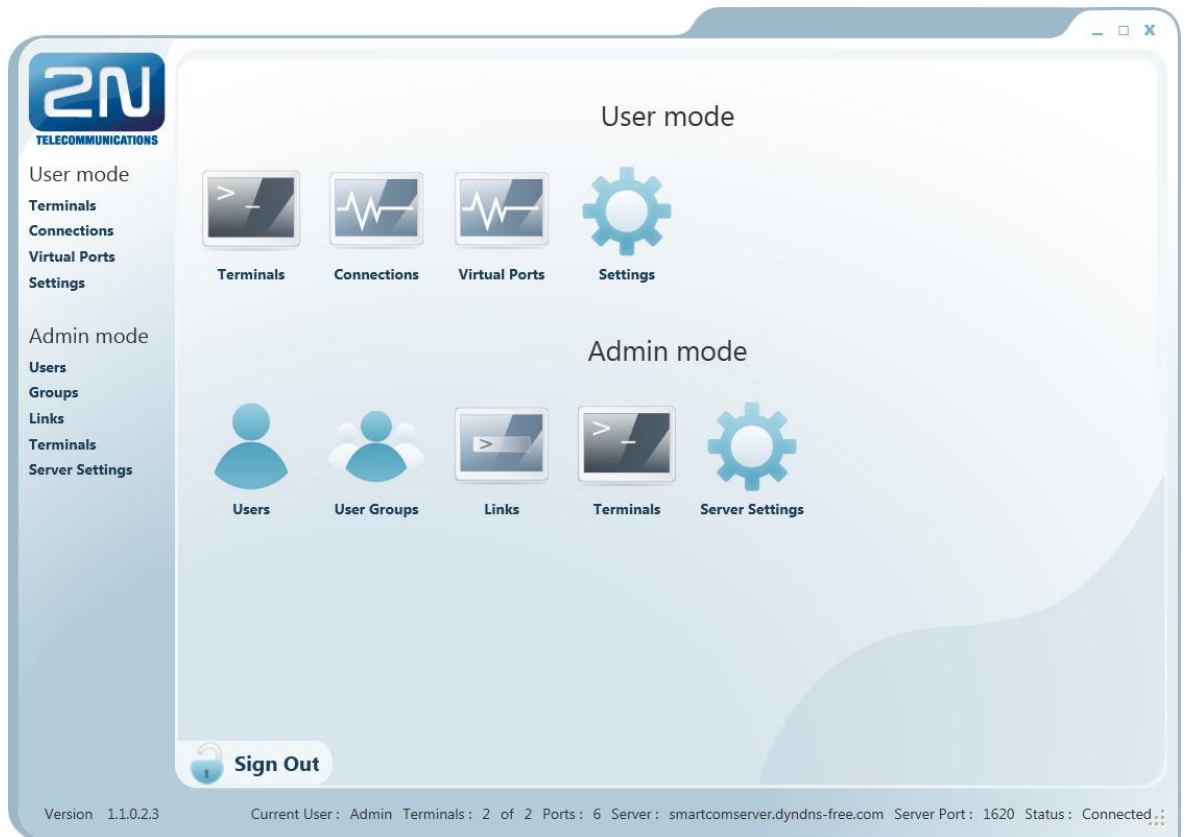 2N
TELECOMMUNICATIONS
User mode
Terminals
Connections
Virtual Ports
Settings
Admin mode
Users
Groups
Links
Terminals
Server Settings
User mode
Terminals Connections Virtual Ports Settings
Admin mode
Users User Groups Links Terminals Server Settings
Sign Out
Version 1.1.0.2.3 Current User : Admin Terminals : 2 of 2 Ports : 6 Server : smartcomserver.dyndns-free.com Server Port : 1620 Status : Connected